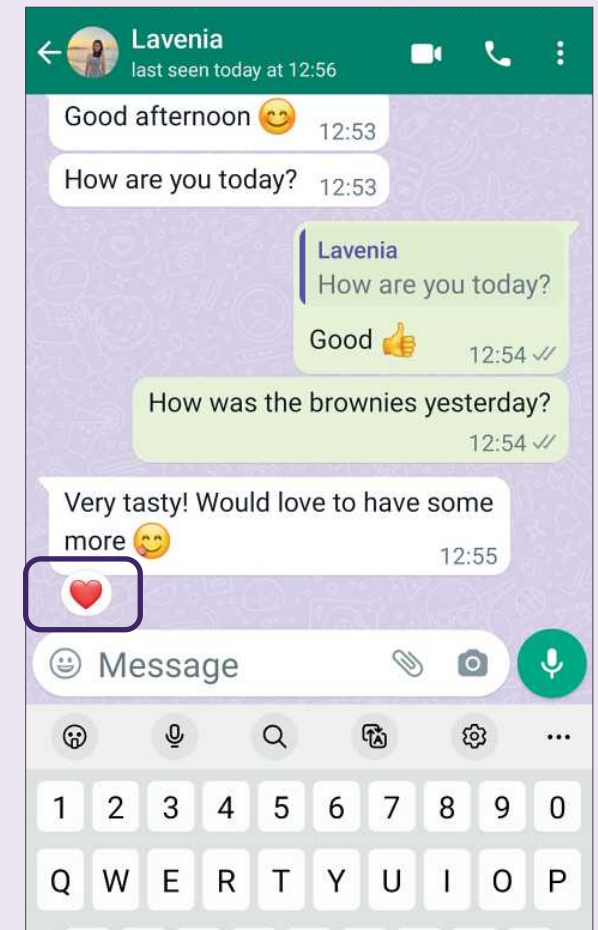 Lavenia
last seen today at 12:56
Good afternoon 😊 12:53
How are you today? 12:53
Lavenia
How are you today?
Good 👍 12:54
How was the brownies yesterday?
12:54
Very tasty! Would love to have some
more 😋 12:55
❤️
Message
1 2 3 4 5 6 7 8 9 0
Q W E R T Y U I O P